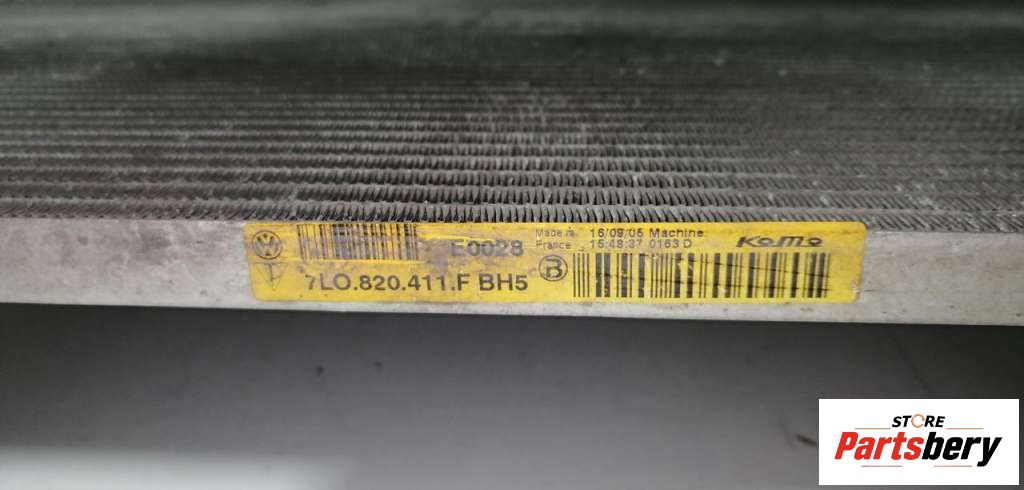 E0028
Made in 16/09/05 Machine
France 15:48:37 0163 D
KoMo
7LO.820.411.F BH5
B
STORE
Partsbery